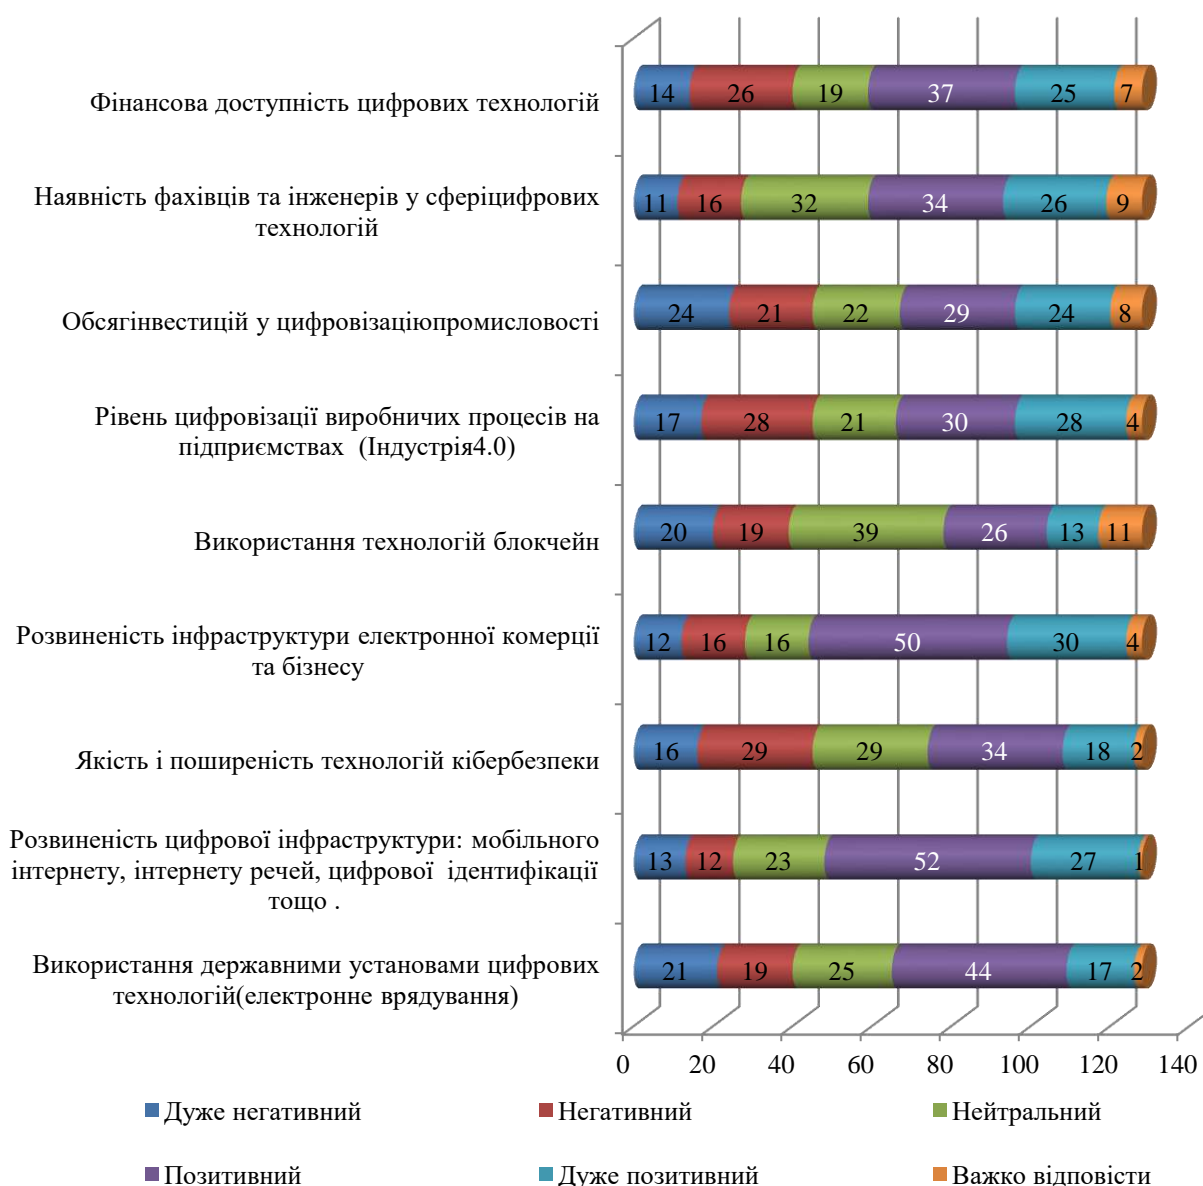 Фінансова доступність цифрових технологій
14 26 19 37 25 7
Наявність фахівців та інженерів у сферіцифрових
технологій
11 16 32 34 26 9
Обсягінвестицій у цифровізаціюпромисловості
24 21 22 29 24 8
Рівень цифровізації виробничих процесів на
підприємствах (Індустрія4.0)
17 28 21 30 28 4
Використання технологій блокчейн
20 19 39 26 13 11
Розвиненість інфраструктури електронної комерції
та бізнесу
12 16 16 50 30 4
Якість і поширеність технологій кібербезпеки
16 29 29 34 18 2
Розвиненість цифрової інфраструктури: мобільного
інтернету, інтернету речей, цифрової ідентифікації
тощо .
13 12 23 52 27 1
Використання державними установами цифрових
технологій(електронне врядування)
21 19 25 44 17 2
0 20 40 60 80 100 120 140
Дуже негативний Негативний Нейтральний
Позитивний Дуже позитивний Важко відповісти